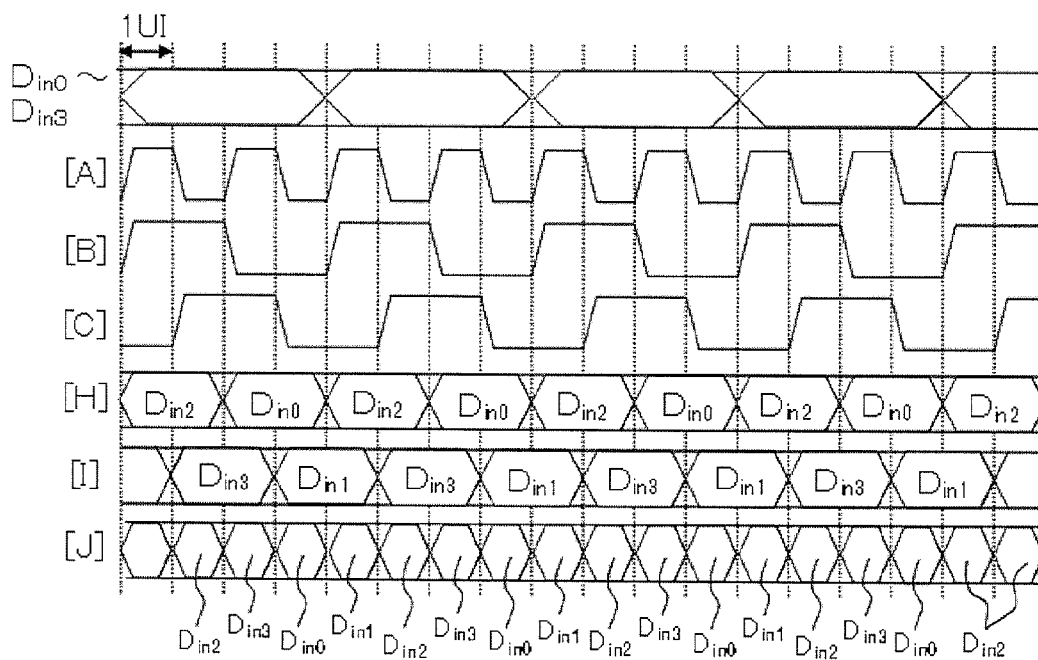 1UI
Din0 ~
Din3
[A]
[B]
[C]
[H] Din2 Din0 Din2 Din0 Din2 Din0 Din2 Din0 Din2
[I] Din3 Din1 Din3 Din1 Din3 Din1 Din3 Din1
[J]
Din2 Din3 Din0 Din1 Din2 Din3 Din0 Din1 Din2 Din3 Din0 Din1 Din2 Din3 Din0 Din2